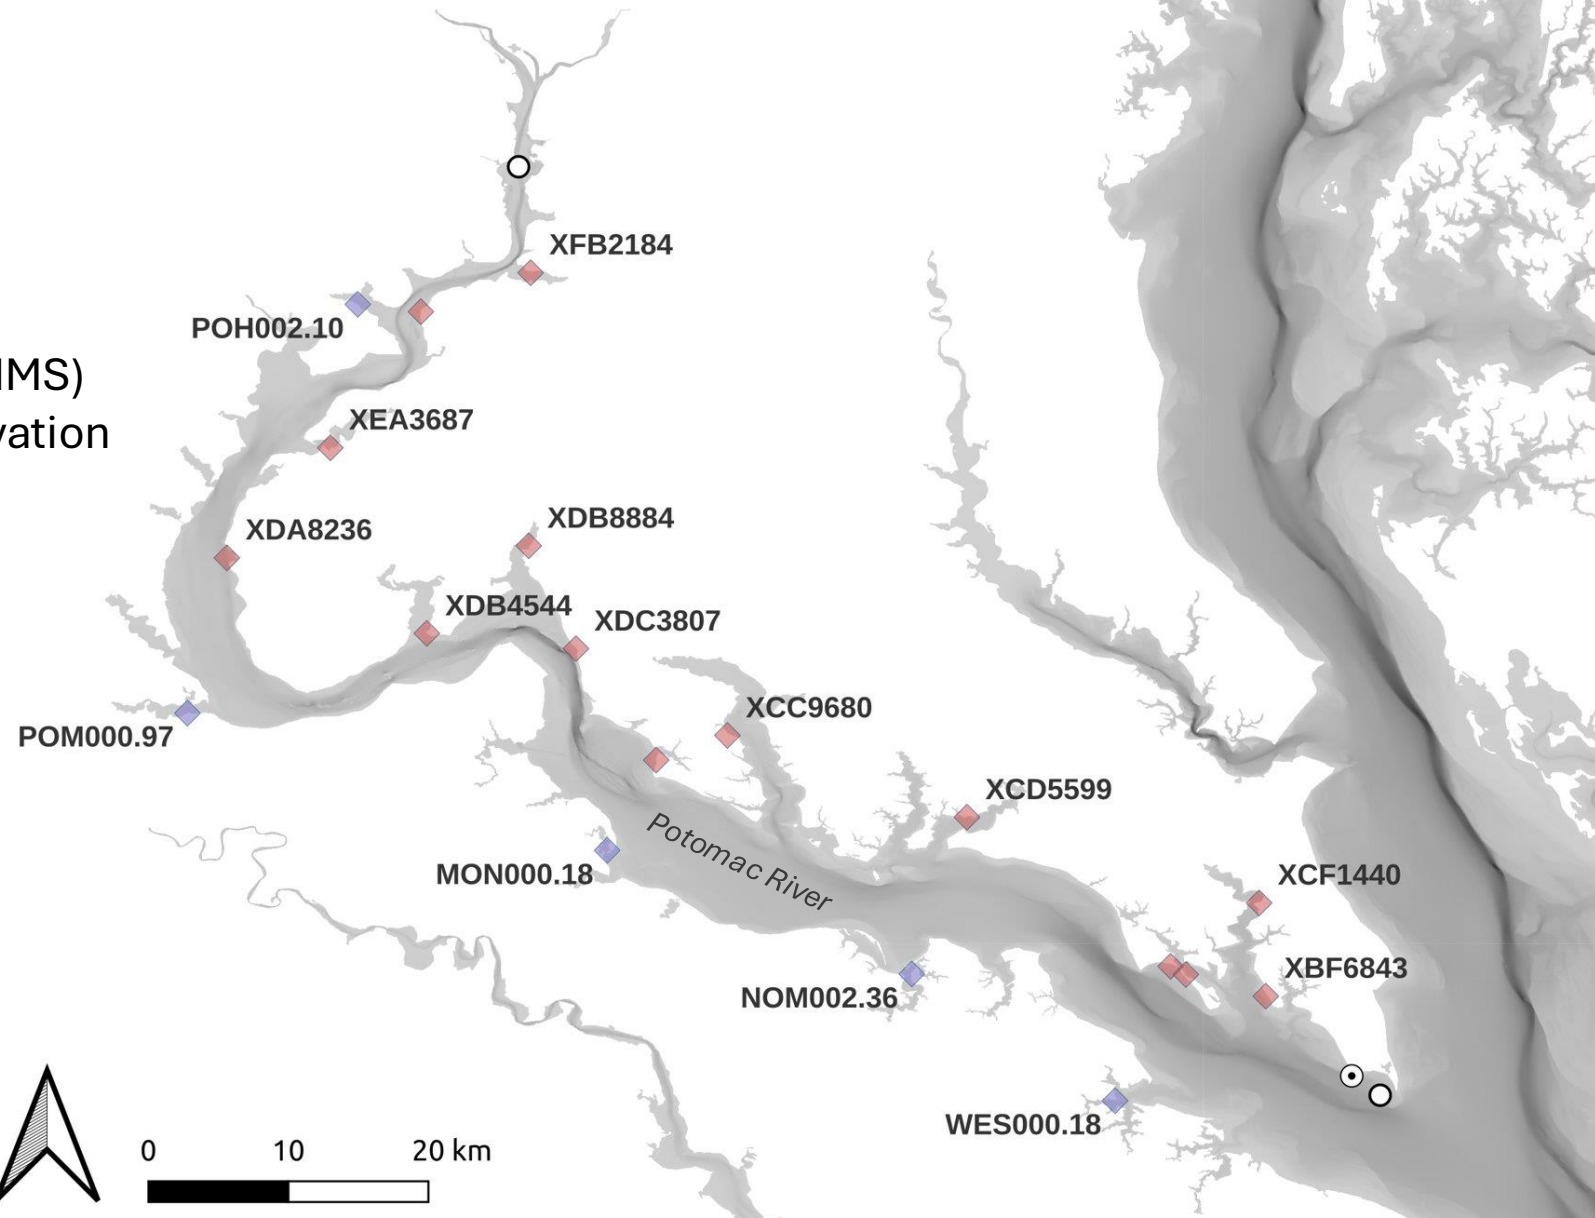 XFB2184
POH002.10
MS)
vation
XEA3687
XDA8236
XDB8884
XDB4544
XDC3807
XCC9680
POM000.97
XCD5599
Potomac River
MON000.18
XCF1440
XBF6843
NOM002.36
WES000.18
0 10 20 km